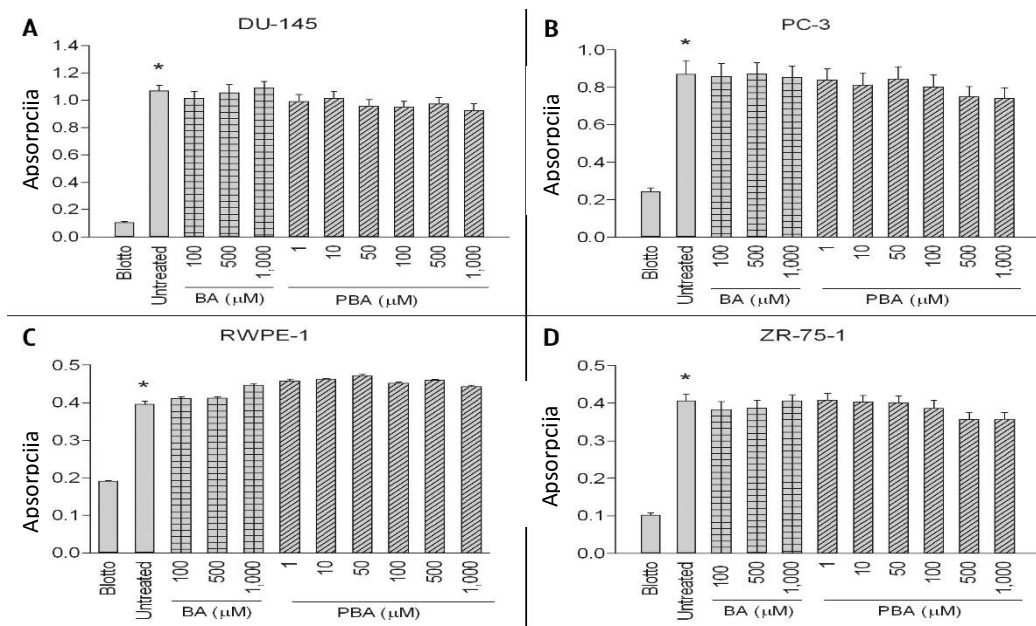 A
DU-145
Apsorpciia
1.4
1.2
1.0
0.8
0.6
0.4
0.2
0.0
*
Blotto
Untreated
100
500
1,000
1
10
50
100
500
1,000
BA (μM)
PBA (μM)
B
PC-3
Apsorpciia
1.0
0.8
0.6
0.4
0.2
0.0
*
Blotto
Untreated
100
500
1,000
1
10
50
100
500
1,000
BA (μM)
PBA (μM)
C
RWPE-1
Apsorpciia
0.5
0.4
0.3
0.2
0.1
0.0
*
Blotto
Untreated
100
500
1,000
1
10
50
100
500
1,000
BA (μM)
PBA (μM)
D
ZR-75-1
Apsorpcija
0.5
0.4
0.3
0.2
0.1
0.0
*
Blotto
Untreated
100
500
1,000
1
10
50
100
500
1,000
BA (μM)
PBA (μM)